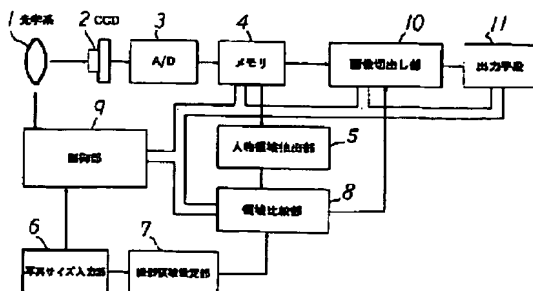 1 光学系
2 CCD
3
A/D
4
メモリ
10
画像切出し部
11
出力手段
9
制御部
人物領域抽出部
5
領域比較部
8
6
写真サイズ入力部
7
撮影領域設定部